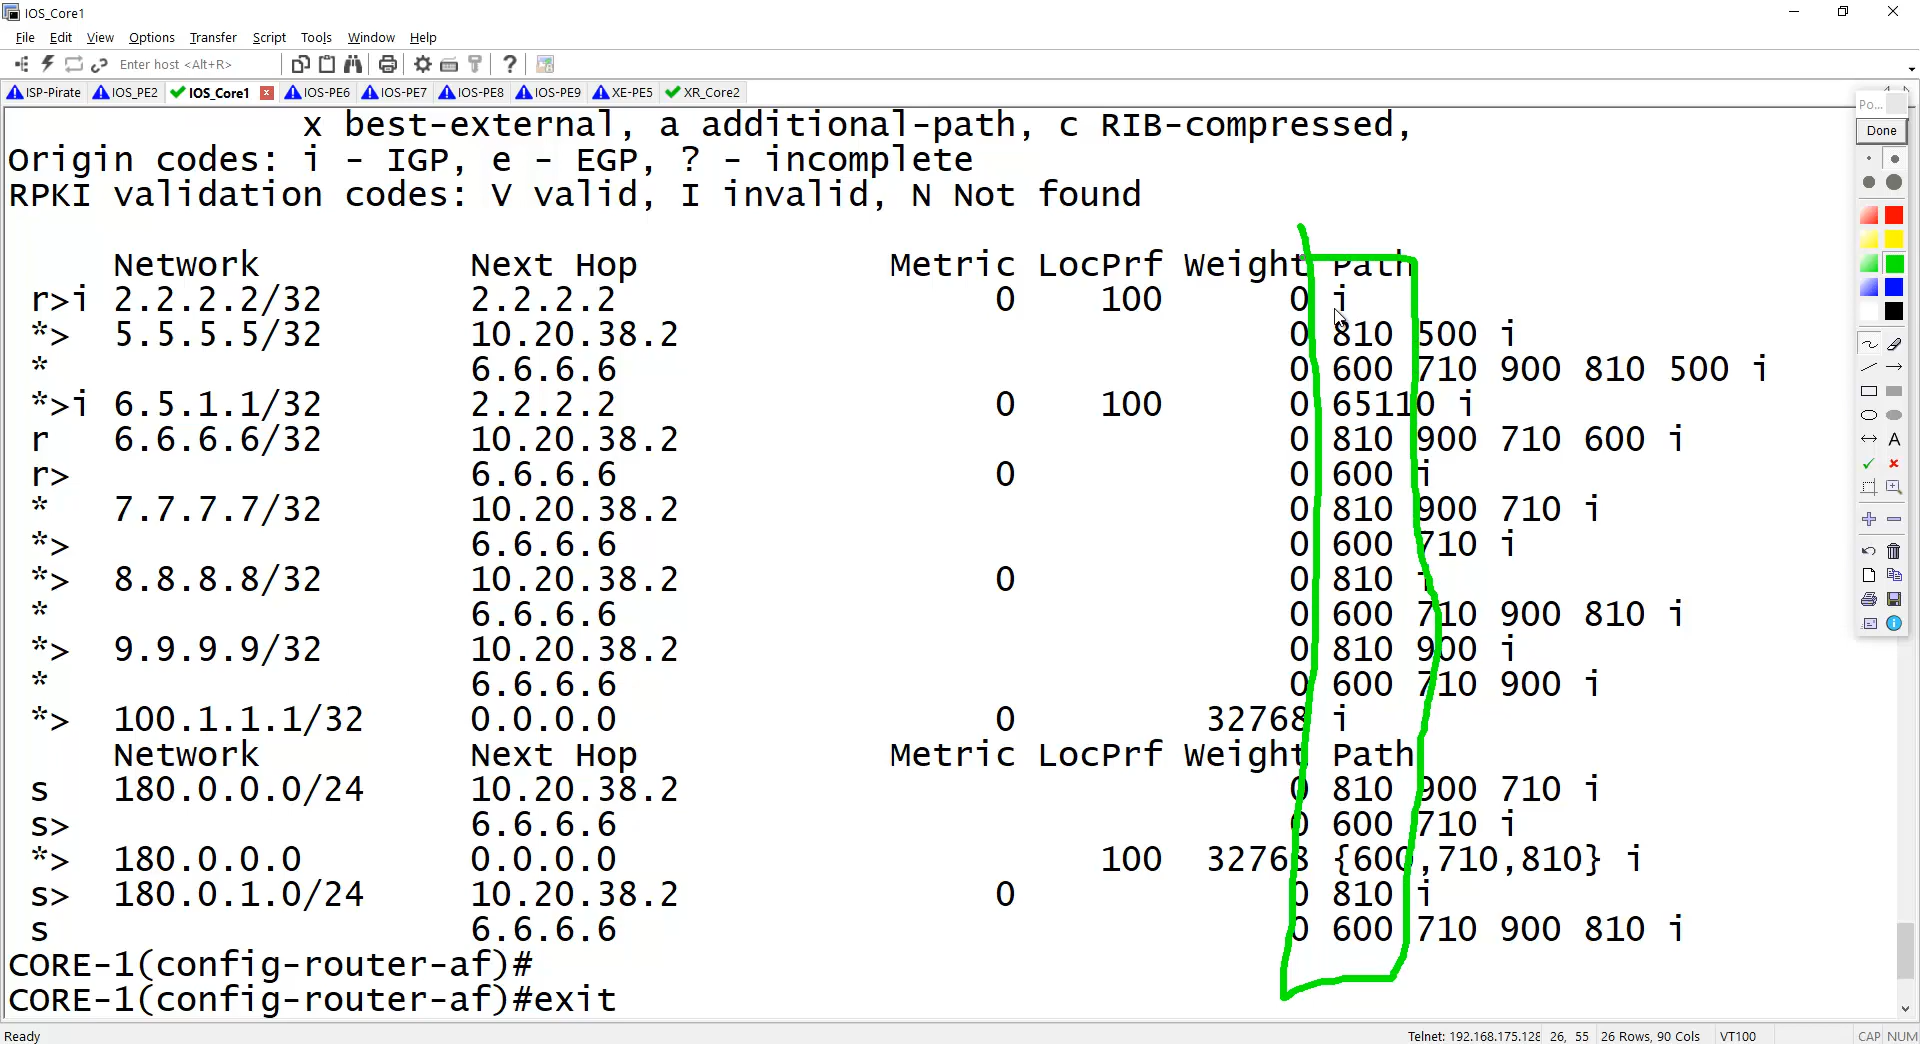 IOS_Core1
File Edit View Options Transfer Script Tools Window Help
Enter host <Alt+R>
ISP-Pirate IOS_PE2 IOS_Core1 IOS-PE6 IOS-PE7 IOS-PE8 IOS-PE9 XE-PE5 XR_Core2
Po...
Done
x best-external, a additional-path, c RIB-compressed,
Origin codes: i - IGP, e - EGP, ? - incomplete
RPKI validation codes: V valid, I invalid, N Not found
Network Next Hop Metric LocPrf Weight Path
r>i 2.2.2.2/32 2.2.2.2 0 100 0 i
*> 5.5.5.5/32 10.20.38.2 0 810 500 i
* 6.6.6.6 0 600 710 900 810 500 i
*>i 6.5.1.1/32 2.2.2.2 0 100 0 65110 i
r 6.6.6.6/32 10.20.38.2 0 810 900 710 600 i
r> 6.6.6.6 0 0 600 i
* 7.7.7.7/32 10.20.38.2 0 810 900 710 i
*> 6.6.6.6 0 600 710 i
*> 8.8.8.8/32 10.20.38.2 0 0 810 i
* 6.6.6.6 0 600 710 900 810 i
*> 9.9.9.9/32 10.20.38.2 0 810 900 i
* 6.6.6.6 0 600 710 900 i
*> 100.1.1.1/32 0.0.0.0 0 32768 i
Network Next Hop Metric LocPrf Weight Path
s 180.0.0.0/24 10.20.38.2 0 810 900 710 i
s> 6.6.6.6 0 600 710 i
*> 180.0.0.0 0.0.0.0 100 32768 {600,710,810} i
s> 180.0.1.0/24 10.20.38.2 0 0 810 i
s 6.6.6.6 0 600 710 900 810 i
CORE-1(config-router-af)#
CORE-1(config-router-af)#exit
Ready Telnet: 192.168.175.128 26, 55 26 Rows, 90 Cols VT100 CAP NUM